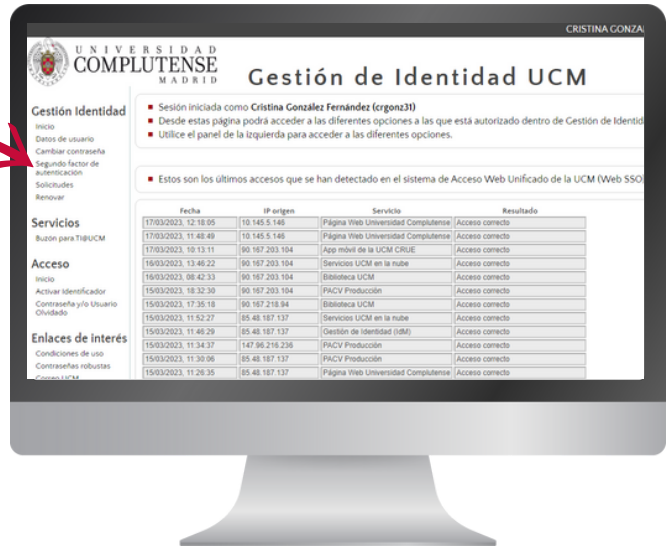 CRISTINA GONZA
UNIVERSIDAD
COMPLUTENSE
MADRID
Gestión de Identidad UCM
Gestión Identidad
Inicio
Datos de usuario
Cambiar contraseña
Segundo factor de
autenticación
Solicitudes
Renovar
Servicios
Buzón para TI@UCM
Acceso
Inicio
Activar Identificador
Contraseña y/o Usuario
Olvidado
Enlaces de interés
Condiciones de uso
Contraseñas robustas
Correo UCM
Sesión iniciada como Cristina González Fernández (crgonz31)
Desde estas página podrá acceder a las diferentes opciones a las que está autorizado dentro de Gestión de Identid
Utilice el panel de la izquierda para acceder a las diferentes opciones.
Estos son los últimos accesos que se han detectado en el sistema de Acceso Web Unificado de la UCM (Web SSO)
Fecha IP origen Servicio Resultado
17/03/2023, 12:18:05 10.145.5.146 Página Web Universidad Complutense Acceso correcto
17/03/2023, 11:48:49 10.145.5.146 Página Web Universidad Complutense Acceso correcto
17/03/2023, 10:13:11 90.167.203.104 App móvil de la UCM CRUE Acceso correcto
16/03/2023, 13:46:22 90.167.203.104 Servicios UCM en la nube Acceso correcto
16/03/2023, 08:42:33 90.167.203.104 Biblioteca UCM Acceso correcto
15/03/2023, 18:32:30 90.167.203.104 PACV Producción Acceso correcto
15/03/2023, 17:35:18 90.167.218.94 Biblioteca UCM Acceso correcto
15/03/2023, 11:52:27 85.48.187.137 Servicios UCM en la nube Acceso correcto
15/03/2023, 11:46:29 85.48.187.137 Gestión de Identidad (IdM) Acceso correcto
15/03/2023, 11:34:37 147.96.216.236 PACV Producción Acceso correcto
15/03/2023, 11:30:06 85.48.187.137 PACV Producción Acceso correcto
15/03/2023, 11:26:35 85.48.187.137 Página Web Universidad Complutense Acceso correcto